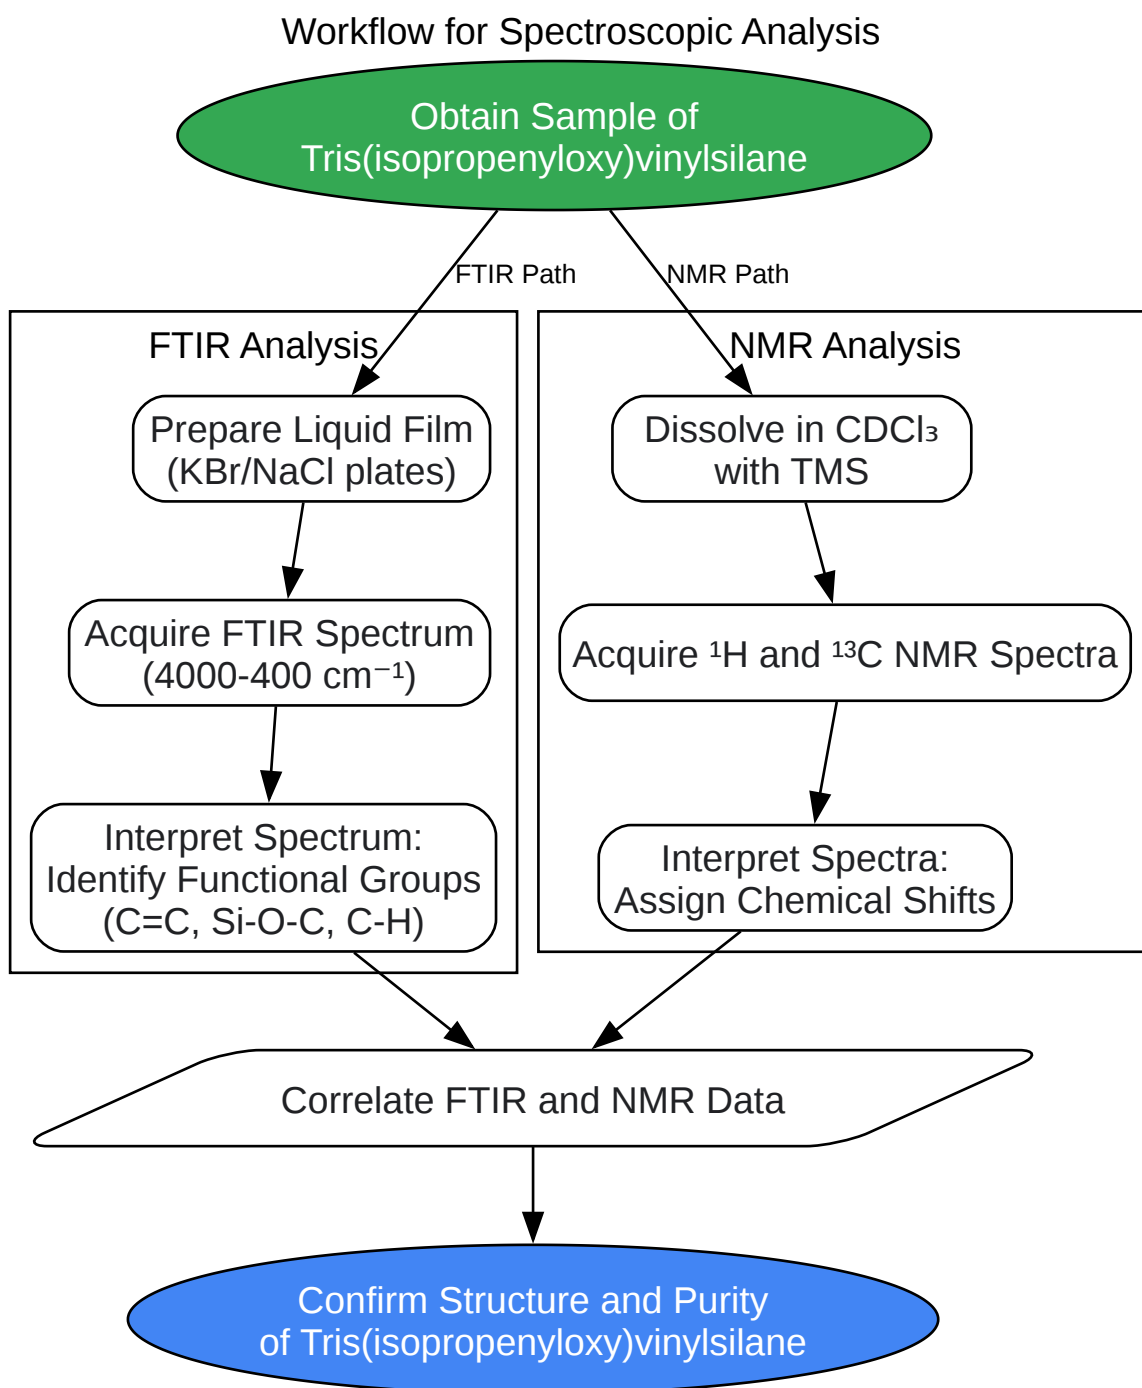 Workflow for Spectroscopic Analysis
Obtain Sample of
Tris(isopropenyloxy)vinylsilane
FTIR Path
NMR Path
FTIR Analysis
Prepare Liquid Film
(KBr/NaCl plates)
Acquire FTIR Spectrum
(4000-400 cm⁻¹)
Interpret Spectrum:
Identify Functional Groups
(C=C, Si-O-C, C-H)
NMR Analysis
Dissolve in CDCl₃
with TMS
Acquire ¹H and ¹³C NMR Spectra
Interpret Spectra:
Assign Chemical Shifts
Correlate FTIR and NMR Data
Confirm Structure and Purity
of Tris(isopropenyloxy)vinylsilane